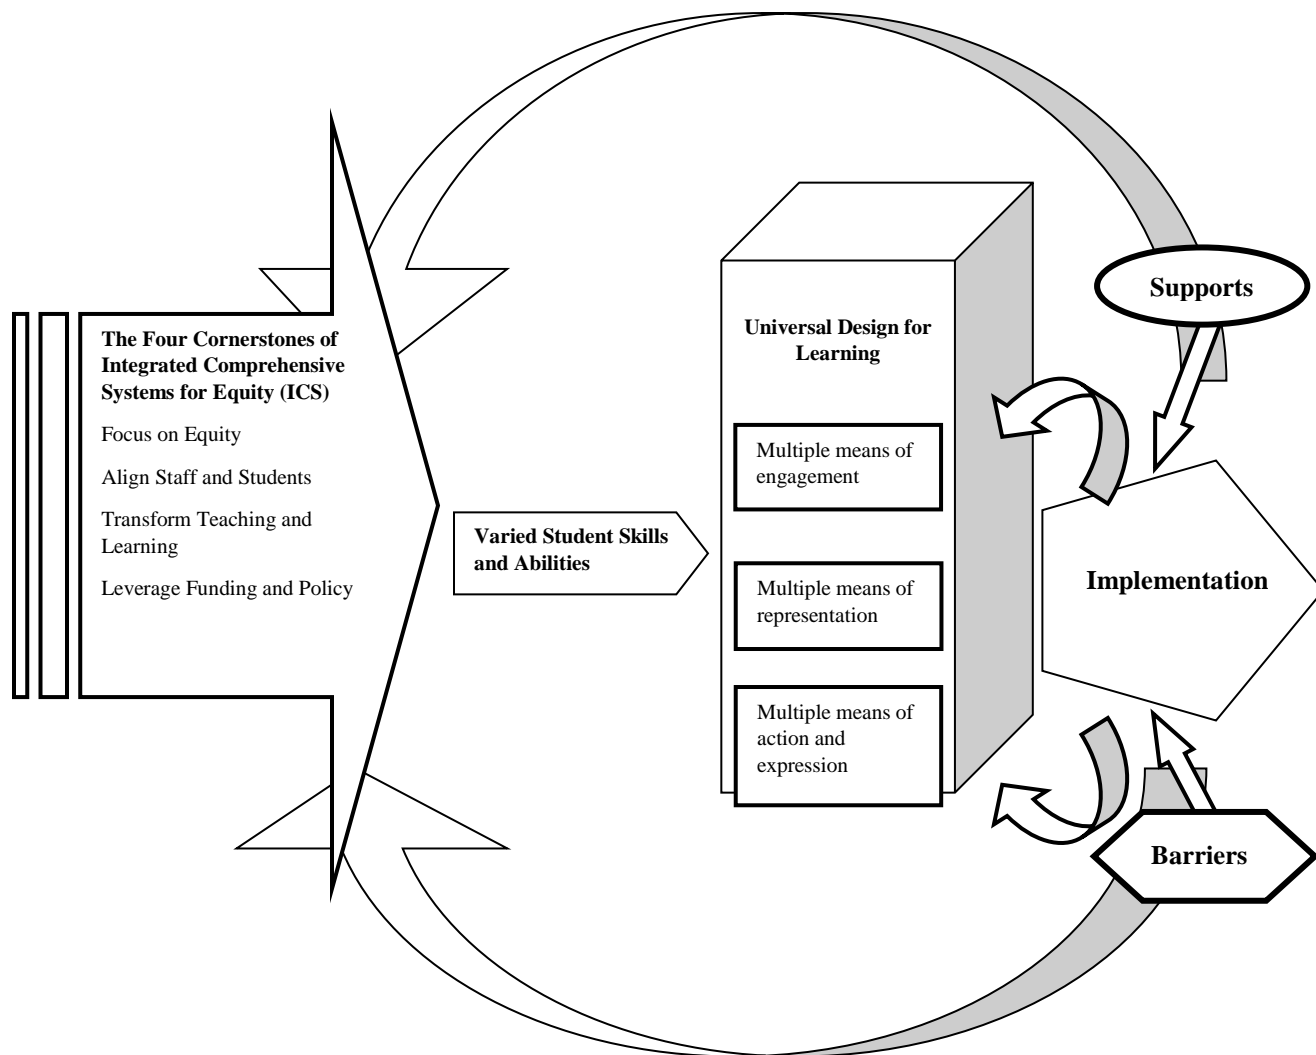 The Four Cornerstones of
Integrated Comprehensive
Systems for Equity (ICS)
Focus on Equity
Align Staff and Students
Transform Teaching and
Learning
Leverage Funding and Policy
Varied Student Skills
and Abilities
Universal Design for
Learning
Multiple means of
engagement
Multiple means of
representation
Multiple means of
action and
expression
Supports
Implementation
Barriers